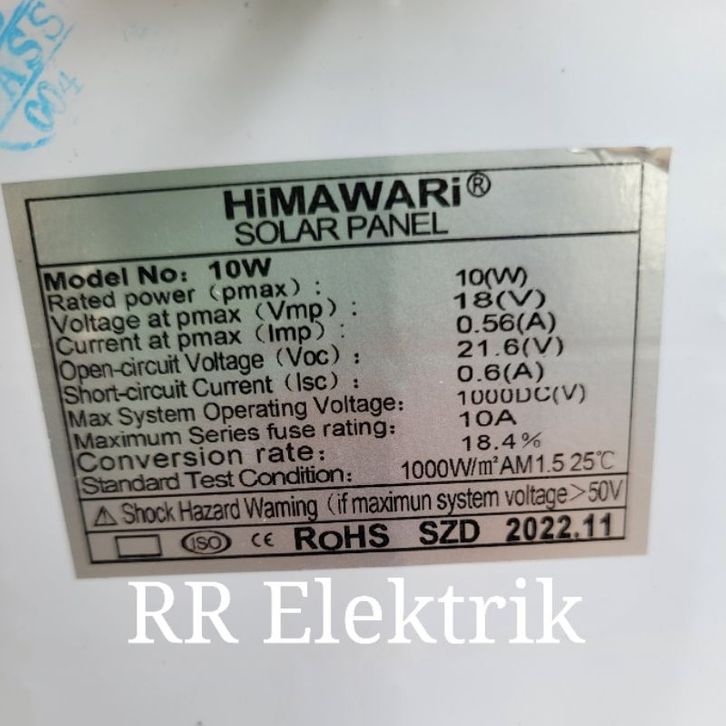 ASS
004
HiMAWARi®
SOLAR PANEL
Model No: 10W
Rated power (pmax) : 10(W)
Voltage at pmax (Vmp) : 18(V)
Current at pmax (Imp) : 0.56(A)
Open-circuit Voltage (Voc) : 21.6(V)
Short-circuit Current (Isc) : 0.6(A)
Max System Operating Voltage: 1000DC(V)
Maximum Series fuse rating: 10A
Conversion rate: 18.4%
Standard Test Condition: 1000W/m² AM1.5 25℃
Shock Hazard Warning (if maximun system voltage>50V
ISO CE RoHS SZD 2022.11
RR Elektrik